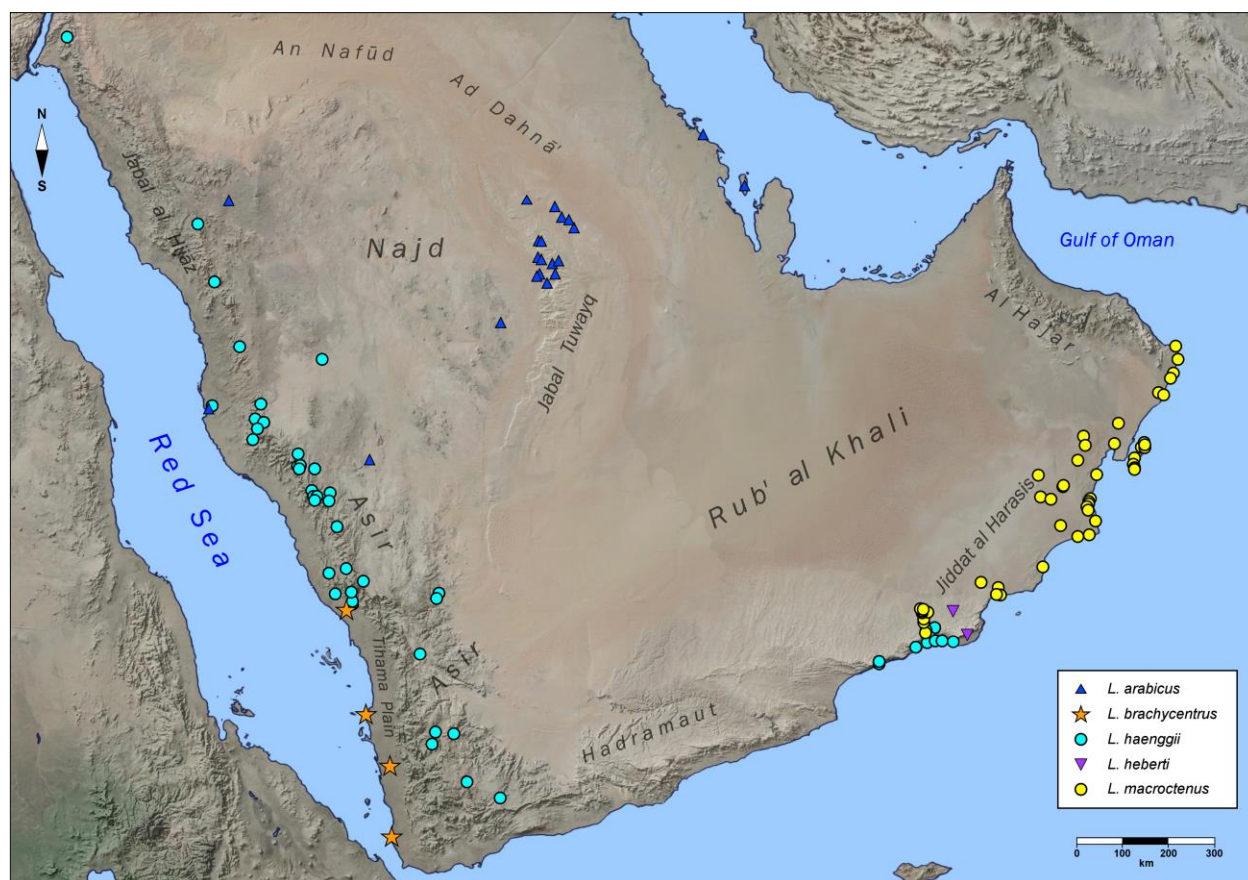 An Nafūd
Ad Dahnā'
N
S
Jabal al Hijaz
Najd
Gulf of Oman
Al Hajar
Jabal Tuwayq
Red Sea
Rub' al Khali
Asir
Jiddat al Harasis
Tihama Plain
Asir
Hadramaut
L. arabicus
L. brachycentrus
L. haenggii
L. heberti
L. macroctenus
0 100 200 300
km